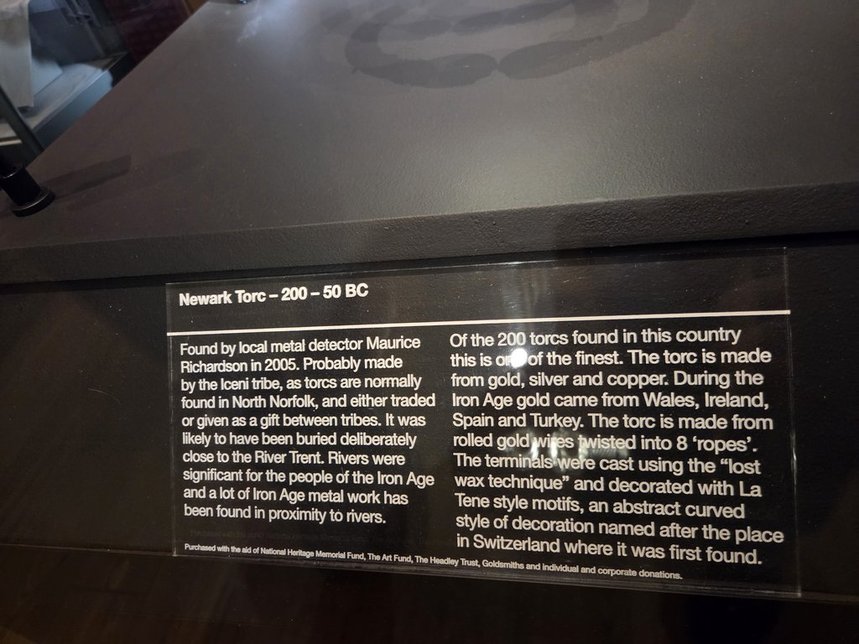 Newark Torc – 200 – 50 BC
Found by local metal detector Maurice
Richardson in 2005. Probably made
by the Iceni tribe, as torcs are normally
found in North Norfolk, and either traded
or given as a gift between tribes. It was
likely to have been buried deliberately
close to the River Trent. Rivers were
significant for the people of the Iron Age
and a lot of Iron Age metal work has
been found in proximity to rivers.
Of the 200 torcs found in this country
this is one of the finest. The torc is made
from gold, silver and copper. During the
Iron Age gold came from Wales, Ireland,
Spain and Turkey. The torc is made from
rolled gold wires twisted into 8 ‘ropes’.
The terminals were cast using the “lost
wax technique” and decorated with La
Tene style motifs, an abstract curved
style of decoration named after the place
in Switzerland where it was first found.
Purchased with the aid of National Heritage Memorial Fund, The Art Fund, The Headley Trust, Goldsmiths and individual and corporate donations.